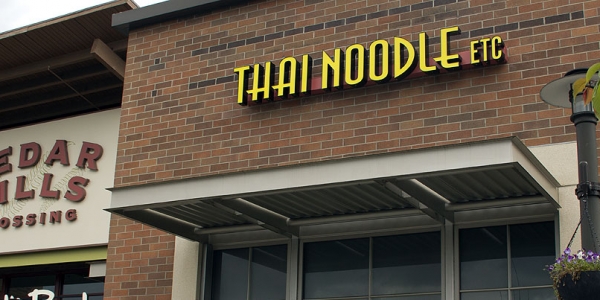 THAI NOODLE ETC
EDAR
ILLS
OSSING